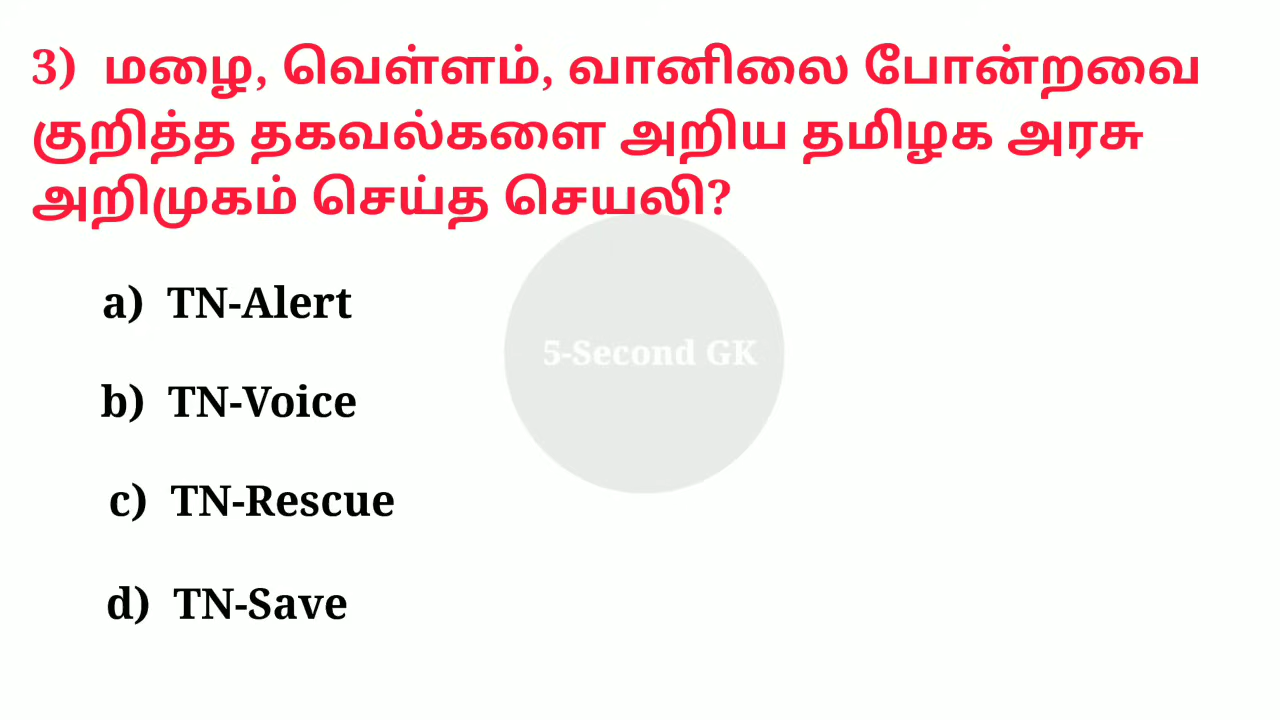 3) மழை, வெள்ளம், வானிலை போன்றவை
குறித்த தகவல்களை அறிய தமிழக அரசு
அறிமுகம் செய்த செயலி?
a) TN-Alert
5-Second GK
b) TN-Voice
c) TN-Rescue
d) TN-Save